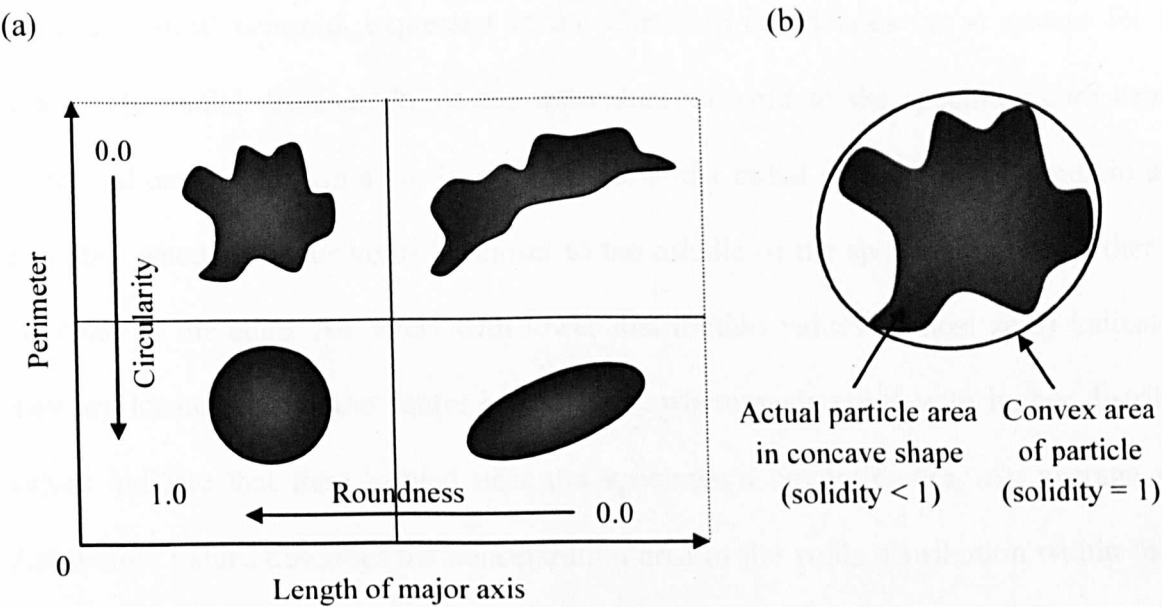 (a)
(b)
0.0
Perimeter
Circularity
1.0
Roundness
0.0
0
Length of major axis
Actual particle area
in concave shape
(solidity < 1)
Convex area
of particle
(solidity = 1)